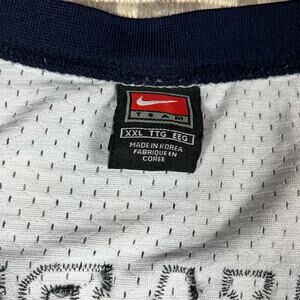 TEAM
XXL TTG EEG
MADE IN KOREA
FABRIQUE EN
COREE